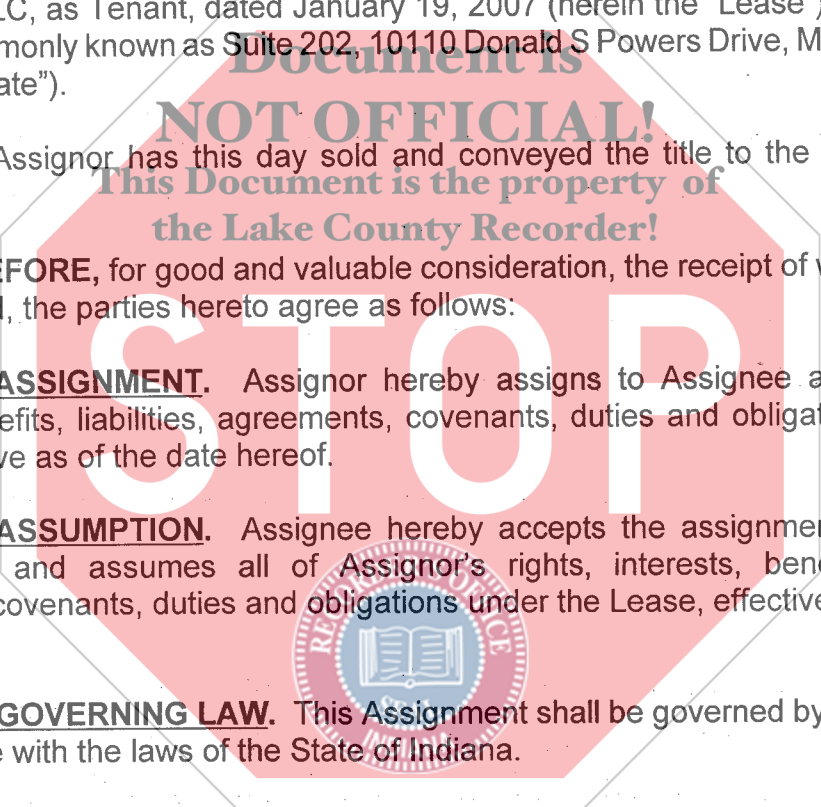 LC, as Tenant, dated January 19, 2007 (herein the "Lease")
monly known as Suite 202, 10110 Donald S Powers Drive, M
ate").
Document is
NOT OFFICIAL!
Assignor has this day sold and conveyed the title to the
This Document is the property of
the Lake County Recorder!
EFORE, for good and valuable consideration, the receipt of
, the parties hereto agree as follows:
STOP
ASSIGNMENT. Assignor hereby assigns to Assignee a
efits, liabilities, agreements, covenants, duties and obligat
ve as of the date hereof.
ASSUMPTION. Assignee hereby accepts the assignmen
and assumes all of Assignor's rights, interests, bene
covenants, duties and obligations under the Lease, effective
RECORDER'S OFFICE
SEAL
INDIANA
GOVERNING LAW. This Assignment shall be governed by
e with the laws of the State of Indiana.